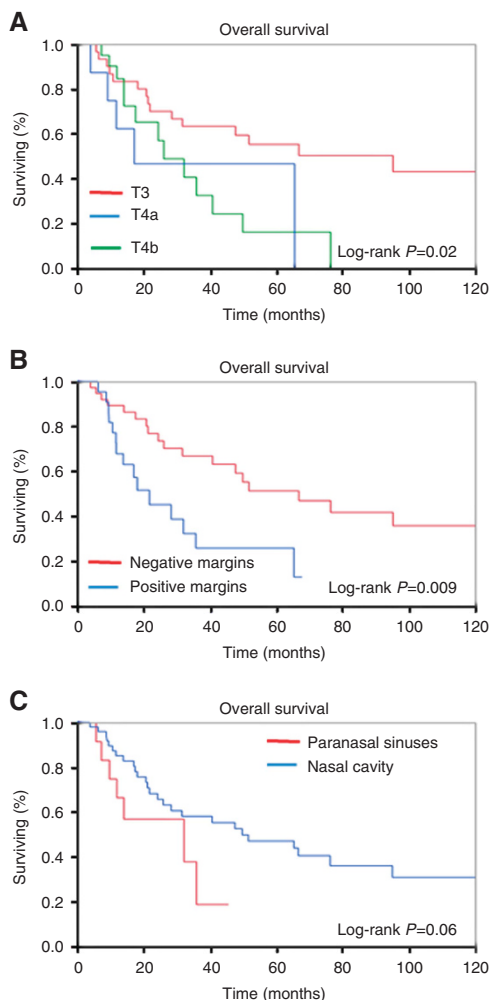 A
Overall survival
1.0
0.8
0.6
0.4
0.2
0.0
Surviving (%)
T3
T4a
T4b
Log-rank P=0.02
0 20 40 60 80 100 120
Time (months)
B
Overall survival
1.0
0.8
0.6
0.4
0.2
0.0
Surviving (%)
Negative margins
Positive margins
Log-rank P=0.009
0 20 40 60 80 100 120
Time (months)
C
Overall survival
1.0
0.8
0.6
0.4
0.2
0.0
Surviving (%)
Paranasal sinuses
Nasal cavity
Log-rank P=0.06
0 20 40 60 80 100 120
Time (months)